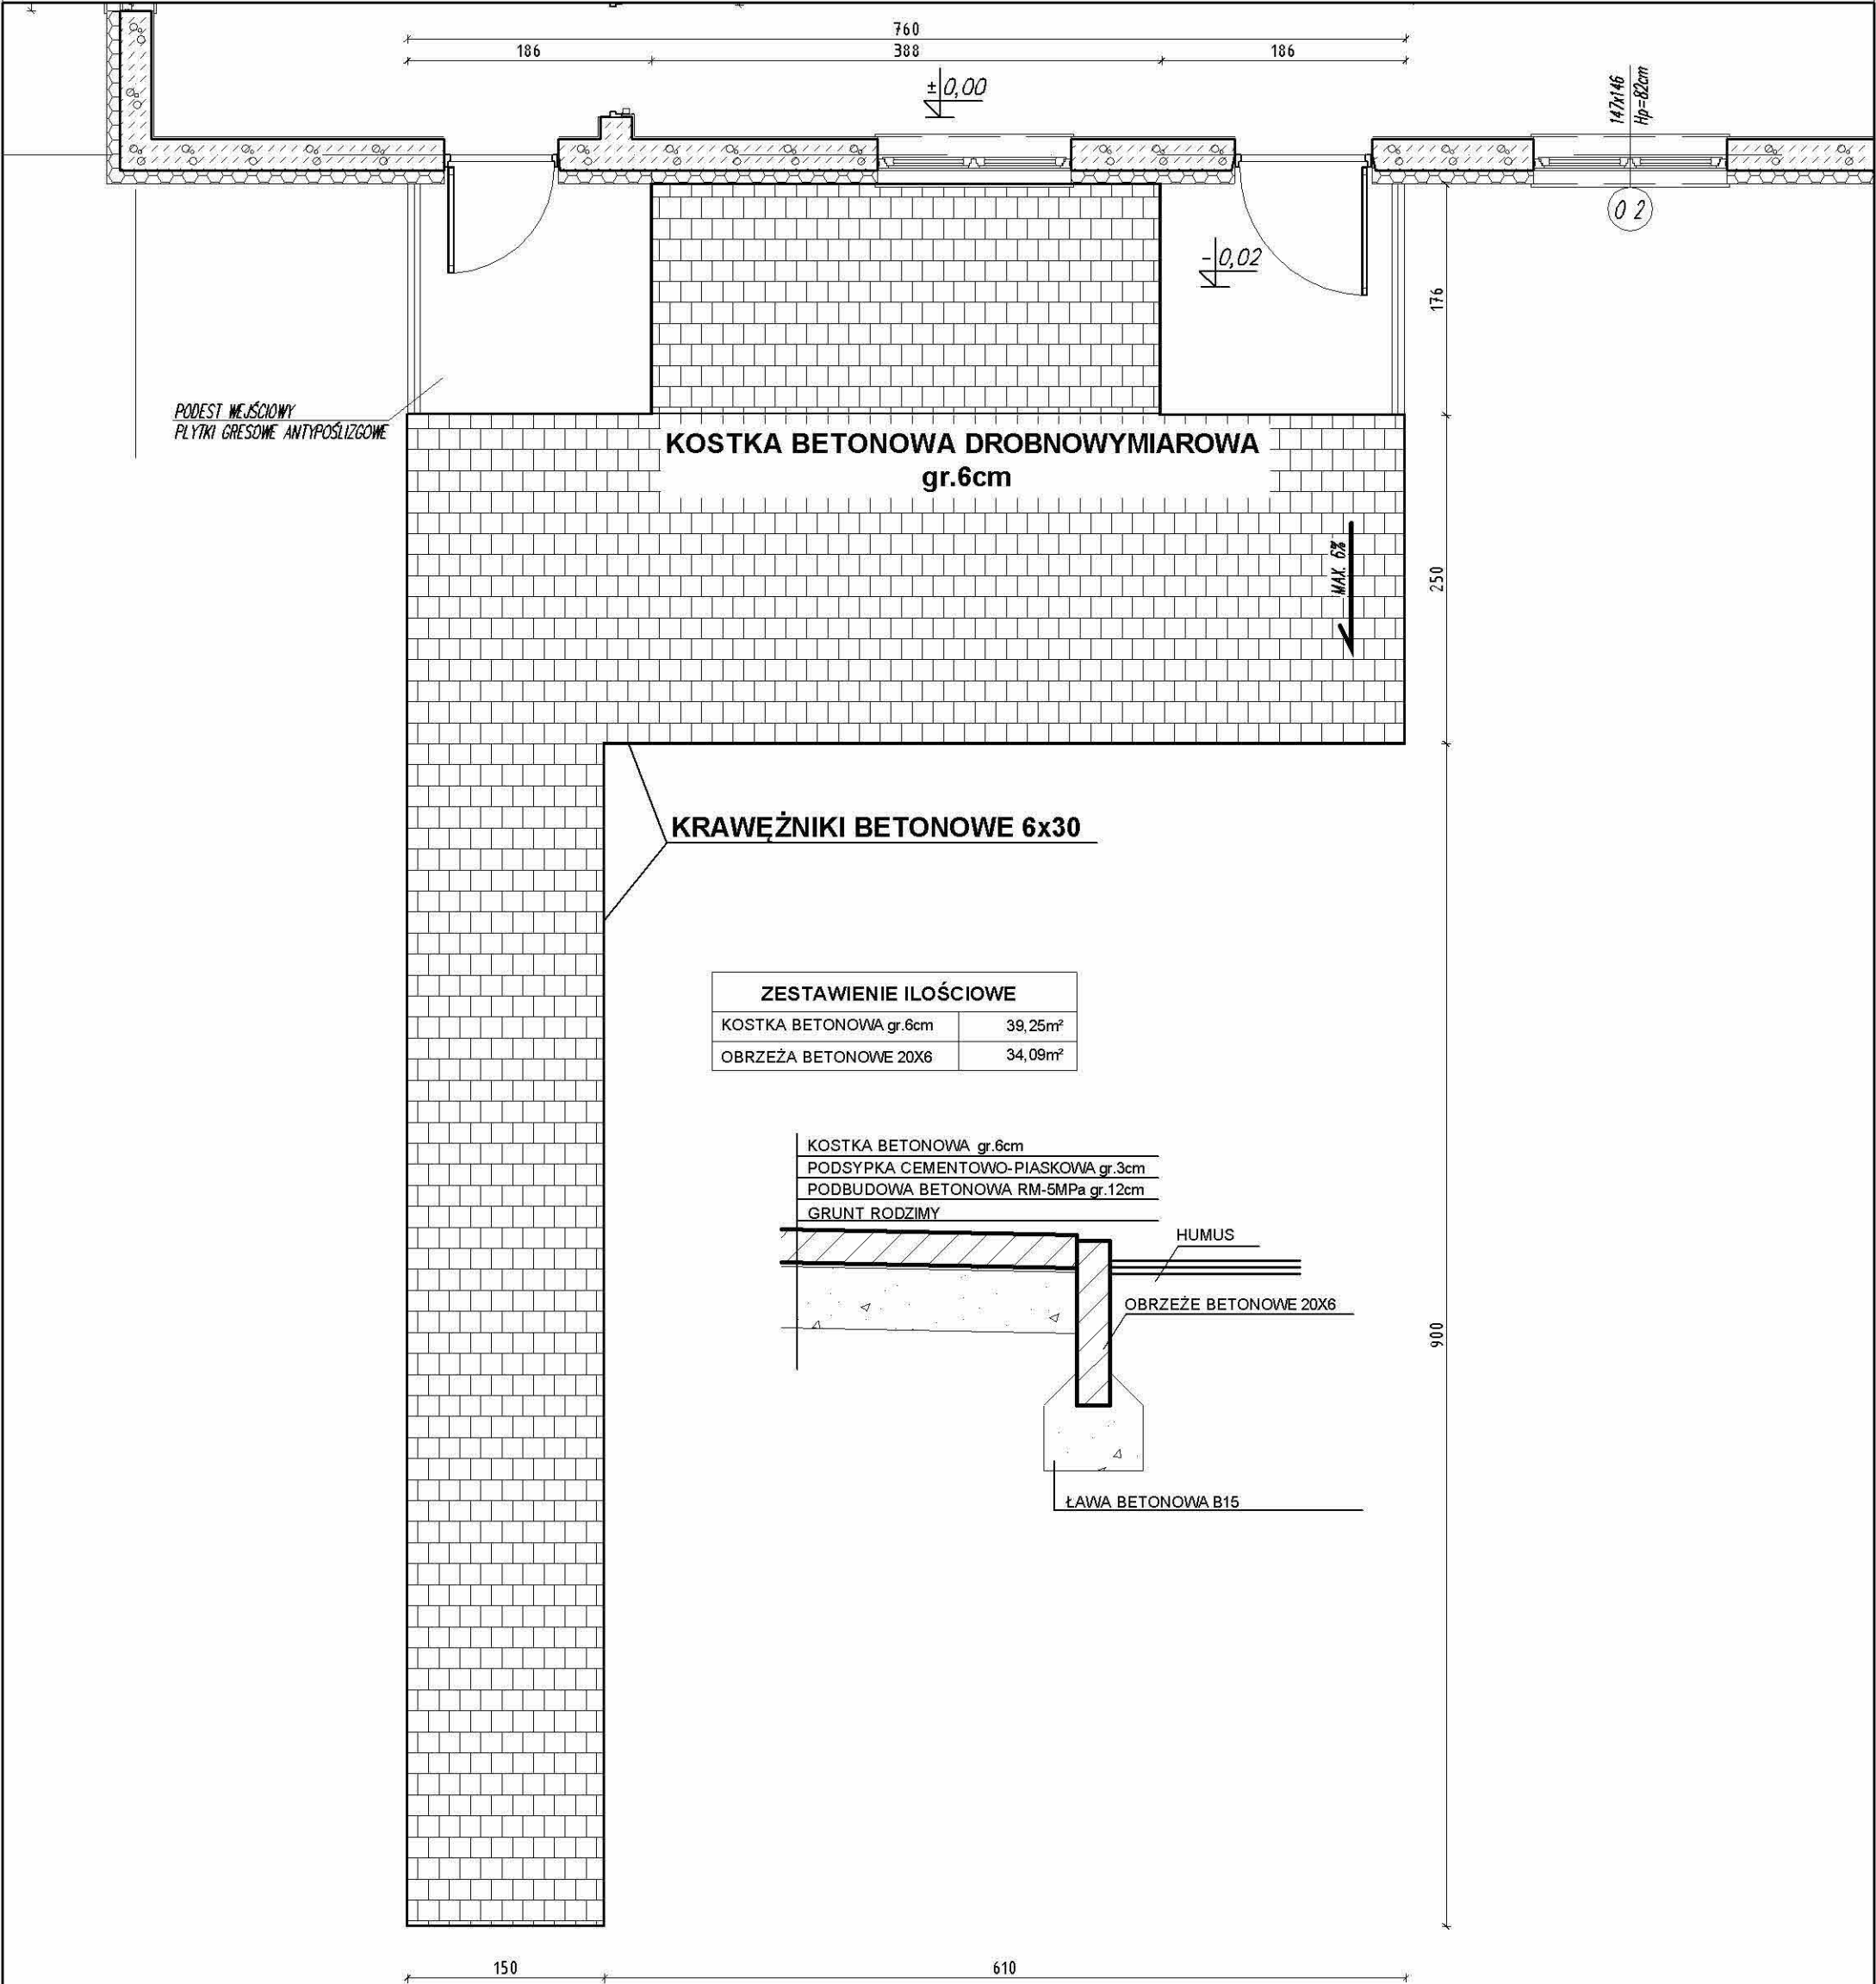 760
186 388 186
±0,00
147x146
Hp=82cm
O 2
-0,02
176
PODEST WEJŚCIOWY
PŁYTKI GRESOWE ANTYPOŚLIZGOWE
KOSTKA BETONOWA DROBNOWYMIAROWA
gr.6cm
MAX. 6%
250
KRAWĘŻNIKI BETONOWE 6x30
ZESTAWIENIE ILOŚCIOWE
KOSTKA BETONOWA gr.6cm 39,25m²
OBRZEŻA BETONOWE 20X6 34,09m²
KOSTKA BETONOWA gr.6cm
PODSYPKA CEMENTOWO-PIASKOWA gr.3cm
PODBUDOWA BETONOWA RM-5MPa gr.12cm
GRUNT RODZIMY
HUMUS
OBRZEŻE BETONOWE 20X6
900
ŁAWA BETONOWA B15
150 610